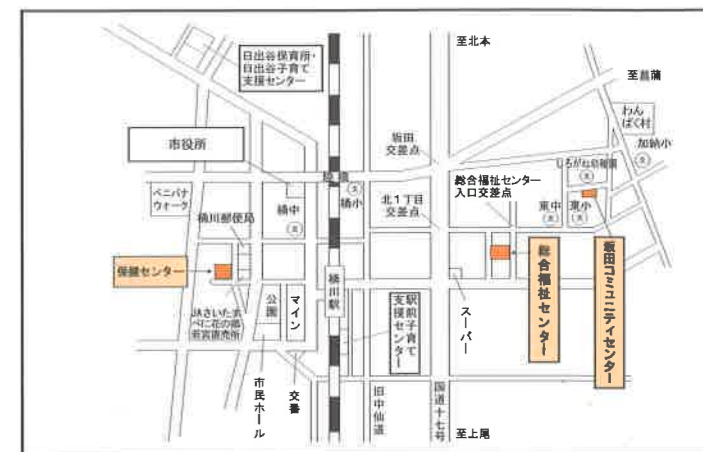 至北本
日出谷保育所・
日出谷子育て
支援センター
至菖蒲
わん
ぱく村
市役所
坂田
交差点
加納小
しろがね幼稚園
陸橋
総合福祉センター
入口交差点
ベニバナ
ウォーク
桶中
桶小
北1丁目
交差点
東中
東小
桶川郵便局
保健センター
桶川駅
総合福祉センター
坂田コミュニティセンター
JAさいたま
べに花の郷
若宮直売所
公園
マイン
駅前子育て
支援センター
スーパー
市民ホール
交番
旧中仙道
国道十七号
至上尾